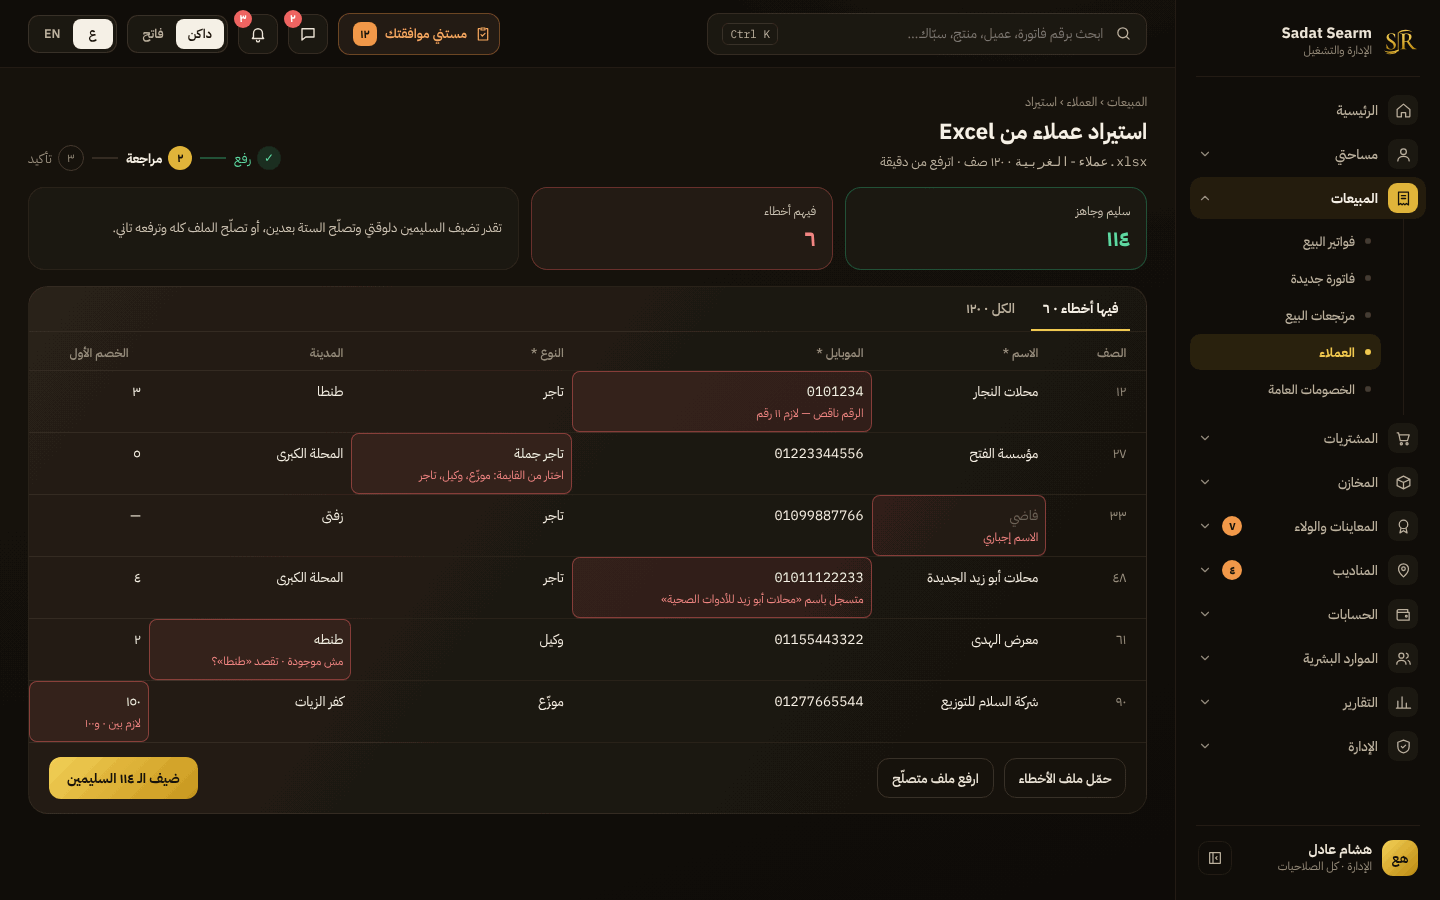 Sadat Searm
الإدارة والتشغيل
الرئيسية
مساحتي
المبيعات
فواتير البيع
فاتورة جديدة
مرتجعات البيع
العملاء
الخصومات العامة
المشتريات
المخازن
المعاينات والولاء ٧
المناديب ٤
الحسابات
الموارد البشرية
التقارير
الإدارة
هع
هشام عادل
الإدارة · كل الصلاحيات
ابحث برقم فاتورة، عميل، منتج، سيّاك...
Ctrl K
مستني موافقتك ١٢
٢
٣
داكن فاتح
ع EN
المبيعات › العملاء › استيراد
استيراد عملاء من Excel
عملاء-الغربية.xlsx · ١٢٠ صف · اترفع من دقيقة
✓ رفع ٢ مراجعة ٣ تأكيد
سليم وجاهز
١١٤
فيهم أخطاء
٦
تقدر تضيف السليمين دلوقتي وتصلّح الستة بعدين، أو تصلّح الملف كله وترفعه تاني.
فيها أخطاء · ٦ الكل · ١٢٠
الصف الاسم * الموبايل * النوع * المدينة الخصم الأول
١٢ محلات النجار 0101234 تاجر طنطا ٣
الرقم ناقص — لازم ١١ رقم
٢٧ مؤسسة الفتح 01223344556 تاجر جملة المحلة الكبرى ٥
اختار من القايمة: موزّع، وكيل، تاجر
٣٣ فاضي 01099887766 تاجر زفتى —
الاسم إجباري
٤٨ محلات أبو زيد الجديدة 01011122233 تاجر المحلة الكبرى ٤
متسجل باسم «محلات أبو زيد للأدوات الصحية»
٦١ معرض الهدى 01155443322 وكيل طنطه ٢
مش موجودة · تقصد «طنطا»؟
٩٠ شركة السلام للتوزيع 01277665544 موزّع كفر الزيات ١٥٠
لازم بين ٠ و١٠٠
حمّل ملف الأخطاء
ارفع ملف متصلّح
ضيف الـ ١١٤ السليمين